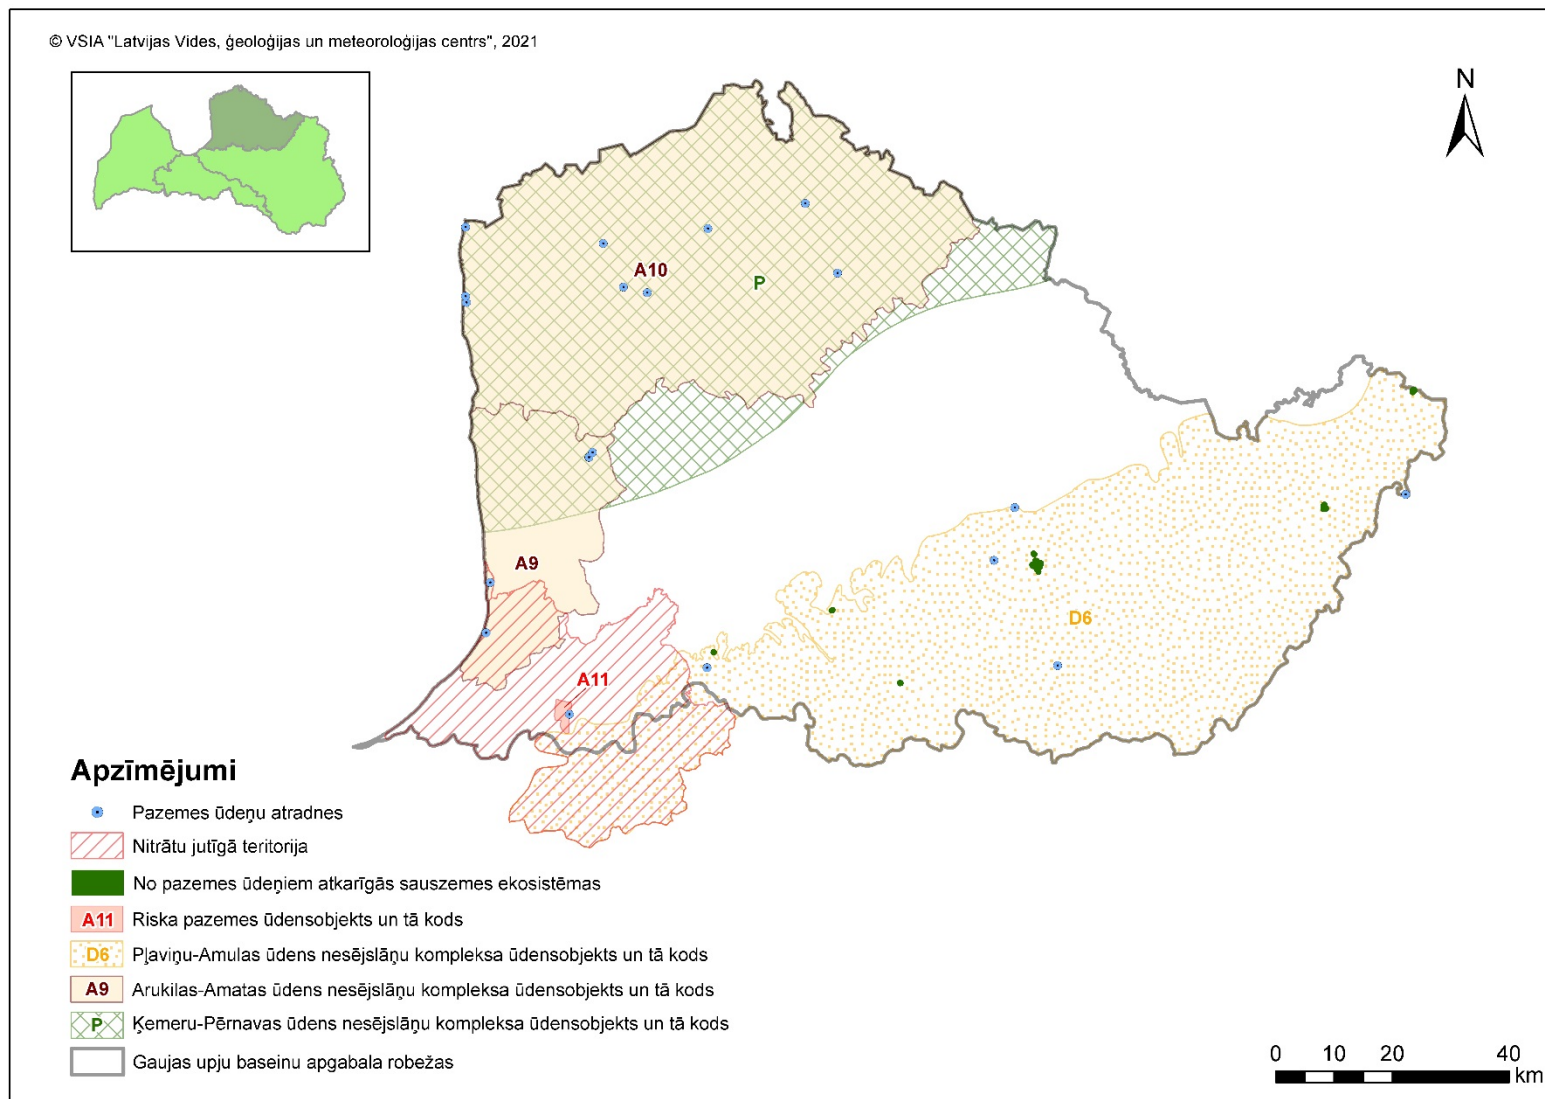 © VSIA "Latvijas Vides, ģeoloģijas un meteoroloģijas centrs", 2021
N
A10
P
A9
D6
A11
Apzīmējumi
Pazemes ūdeņu atradnes
Nitrātu jutīgā teritorija
No pazemes ūdeņiem atkarīgās sauszemes ekosistēmas
A11 Riska pazemes ūdensobjekts un tā kods
D6 Pļaviņu-Amulas ūdens nesējslāņu kompleksa ūdensobjekts un tā kods
A9 Arukilas-Amatas ūdens nesējslāņu kompleksa ūdensobjekts un tā kods
P Ķemeru-Pērnavas ūdens nesējslāņu kompleksa ūdensobjekts un tā kods
Gaujas upju baseinu apgabala robežas
0 10 20 40
km